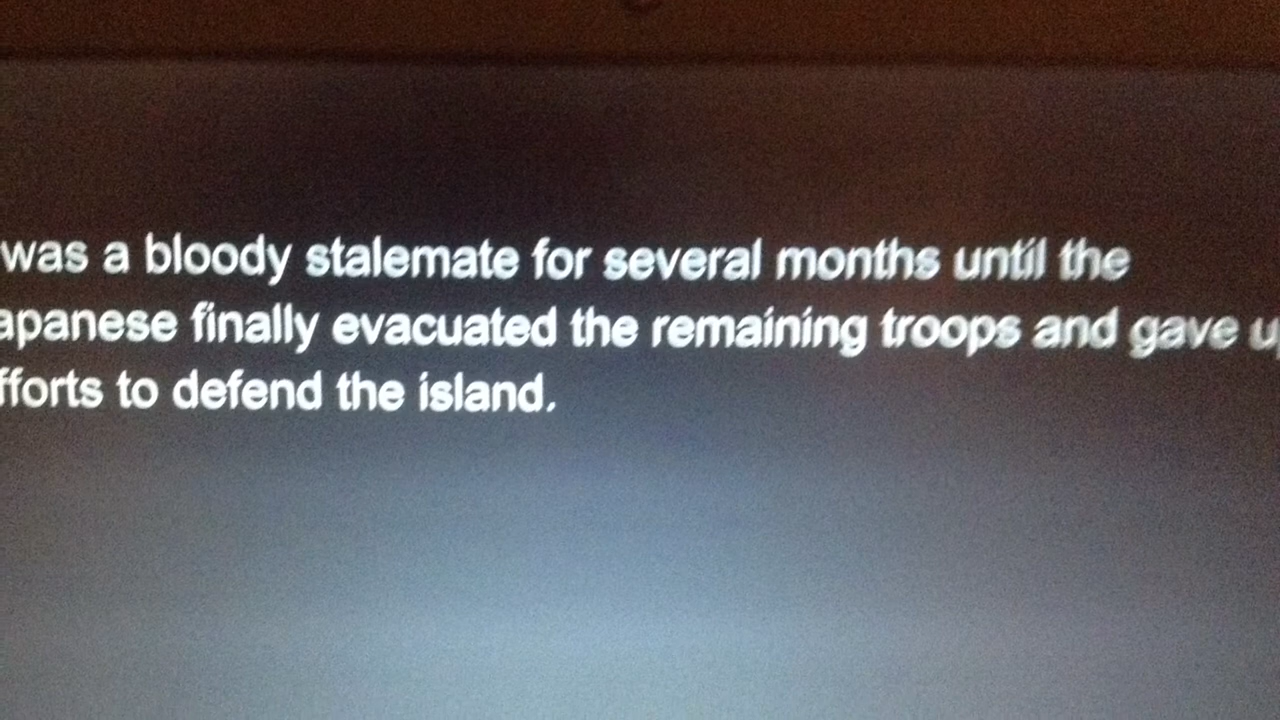 was a bloody stalemate for several months until the
apanese finally evacuated the remaining troops and gave up
fforts to defend the island.